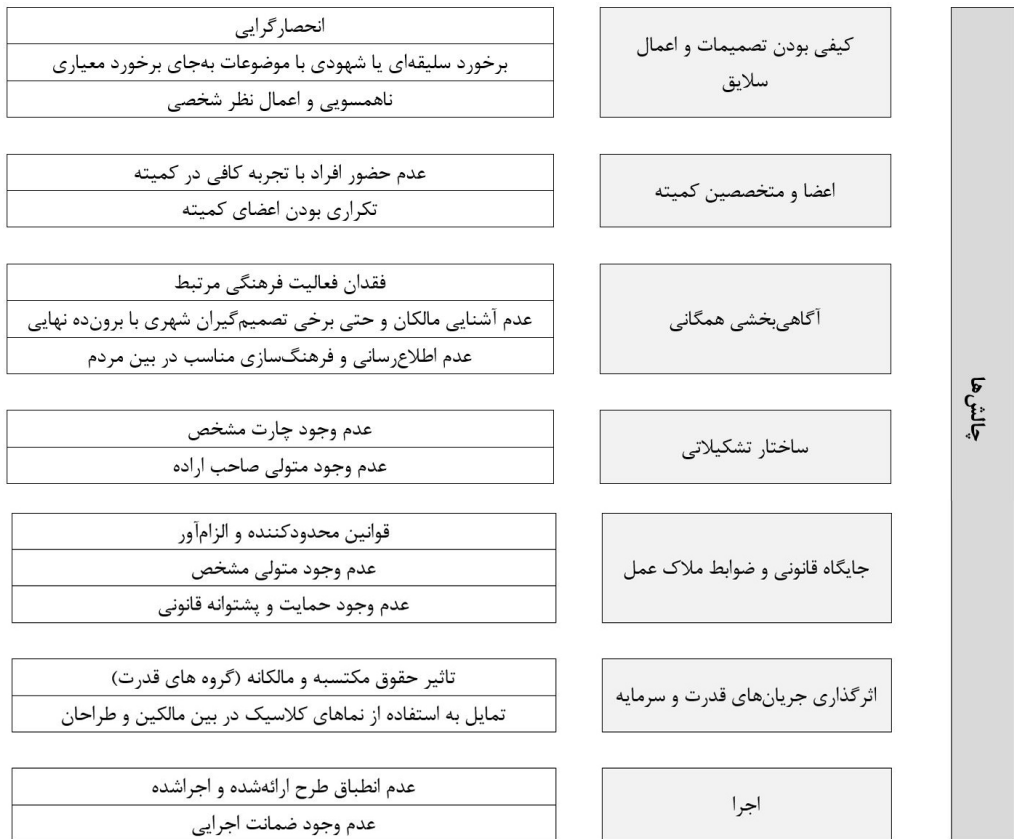 چالش‌ها
کیفی بودن تصمیمات و اعمال
سلایق
انحصارگرایی
برخورد سلیقه‌ای یا شهودی با موضوعات به‌جای برخورد معیاری
ناهمسویی و اعمال نظر شخصی
اعضا و متخصصین کمیته
عدم حضور افراد با تجربه کافی در کمیته
تکراری بودن اعضای کمیته
آگاهی‌بخشی همگانی
فقدان فعالیت فرهنگی مرتبط
عدم آشنایی مالکان و حتی برخی تصمیم‌گیران شهری با برون‌ده نهایی
عدم اطلاع‌رسانی و فرهنگ‌سازی مناسب در بین مردم
ساختار تشکیلاتی
عدم وجود چارت مشخص
عدم وجود متولی صاحب اراده
جایگاه قانونی و ضوابط ملاک عمل
قوانین محدودکننده و الزام‌آور
عدم وجود متولی مشخص
عدم وجود حمایت و پشتوانه قانونی
اثرگذاری جریان‌های قدرت و سرمایه
تاثیر حقوق مکتسبه و مالکانه (گروه های قدرت)
تمایل به استفاده از نماهای کلاسیک در بین مالکین و طراحان
اجرا
عدم انطباق طرح ارائه‌شده و اجراشده
عدم وجود ضمانت اجرایی